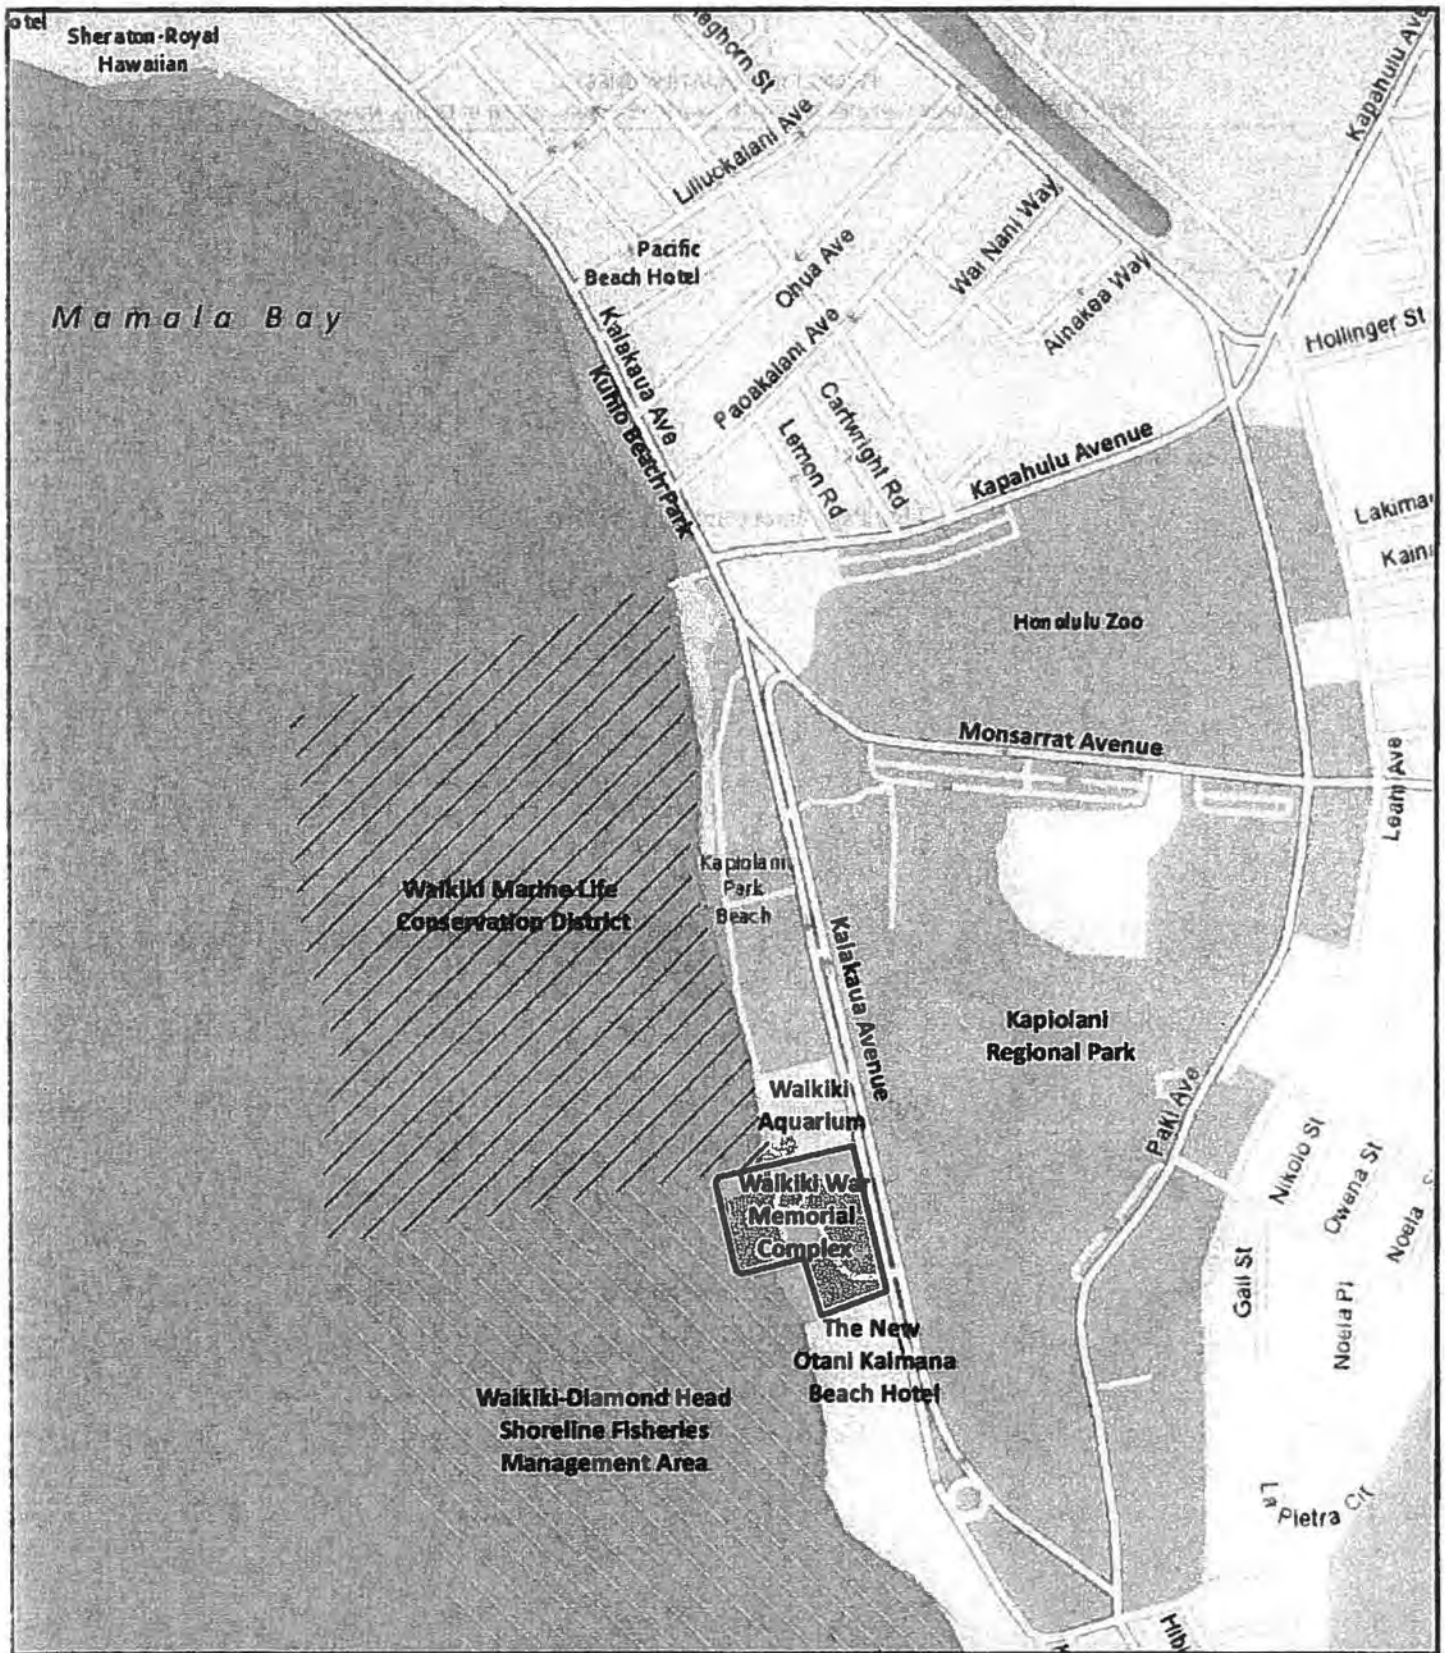 otel
Sheraton-Royal
Hawaiian
eghorn St
Kapahulu Ave
Liliuokalani Ave
Pacific
Beach Hotel
Ohua Ave
Wai Nani Way
Ainakea Way
Mamala Bay
Kalakaua Ave
Kuhio Beach Park
Paoakalani Ave
Hollinger St
Cartwright Rd
Lemon Rd
Kapahulu Avenue
Honolulu Zoo
Monsarrat Avenue
Leahi Ave
Waikiki Marine Life
Conservation District
Kapiolani
Park
Beach
Kalakaua Avenue
Kapiolani
Regional Park
Waikiki
Aquarium
Paki Ave
Nikolo St
Owena St
Noela
Waikiki War
Memorial
Complex
Gail St
Noela Pl
The New
Otani Kaimana
Beach Hotel
Waikiki-Diamond Head
Shoreline Fisheries
Management Area
La Pietra Cir